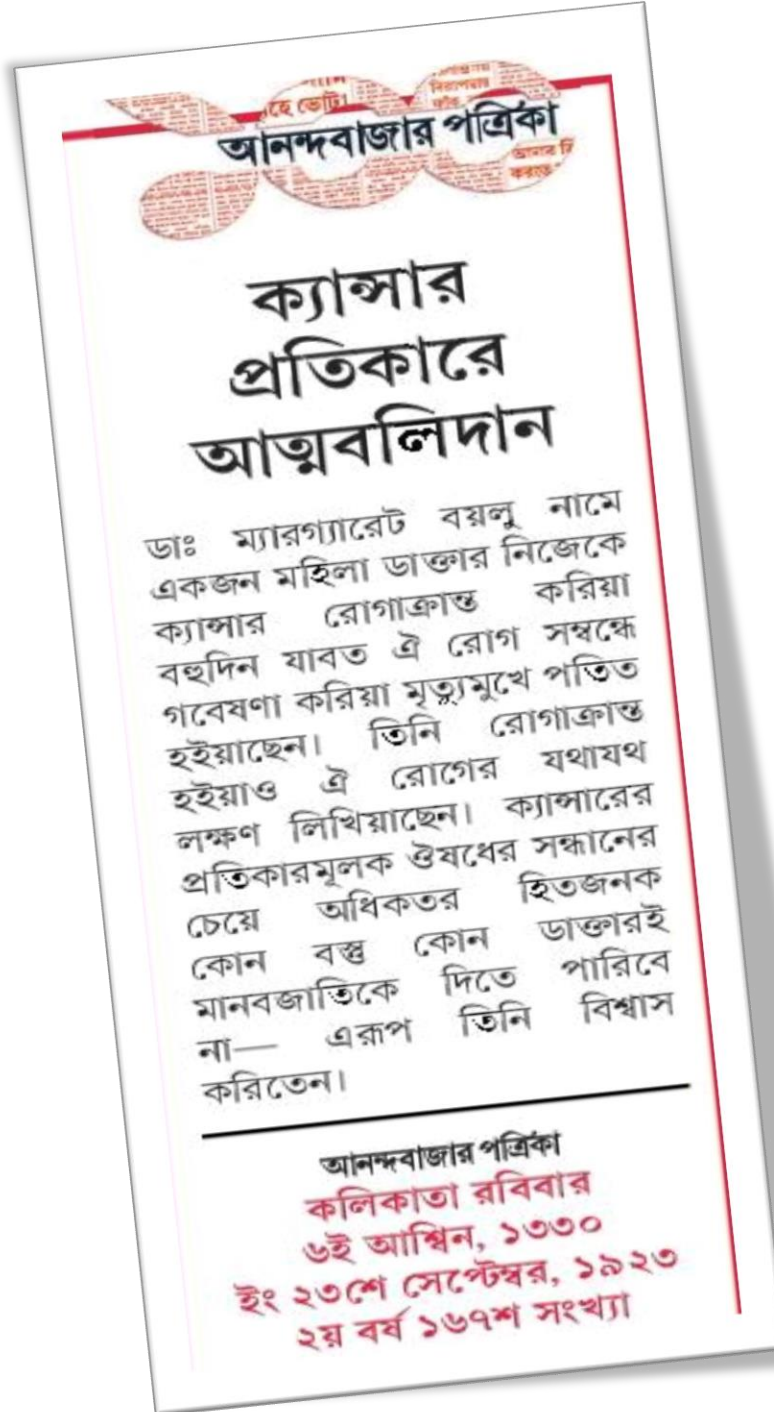 হে ভোট!
আনন্দবাজার পত্রিকা
ক্যান্সার
প্রতিকারে
আত্মবলিদান
ডাঃ ম্যারগ্যারেট বয়লু নামে
একজন মহিলা ডাক্তার নিজেকে
ক্যান্সার রোগাক্রান্ত করিয়া
বহুদিন যাবত ঐ রোগ সম্বন্ধে
গবেষণা করিয়া মৃত্যুমুখে পতিত
হইয়াছেন। তিনি রোগাক্রান্ত
হইয়াও ঐ রোগের যথাযথ
লক্ষণ লিখিয়াছেন। ক্যান্সারের
প্রতিকারমূলক ঔষধের সন্ধানের
চেয়ে অধিকতর হিতজনক
কোন বস্তু কোন ডাক্তারই
মানবজাতিকে দিতে পারিবে
না— এরূপ তিনি বিশ্বাস
করিতেন।
আনন্দবাজার পত্রিকা
কলিকাতা রবিবার
৬ই আশ্বিন, ১৩৩০
ইং ২৩শে সেপ্টেম্বর, ১৯২৩
২য় বর্ষ ১৬৭শ সংখ্যা